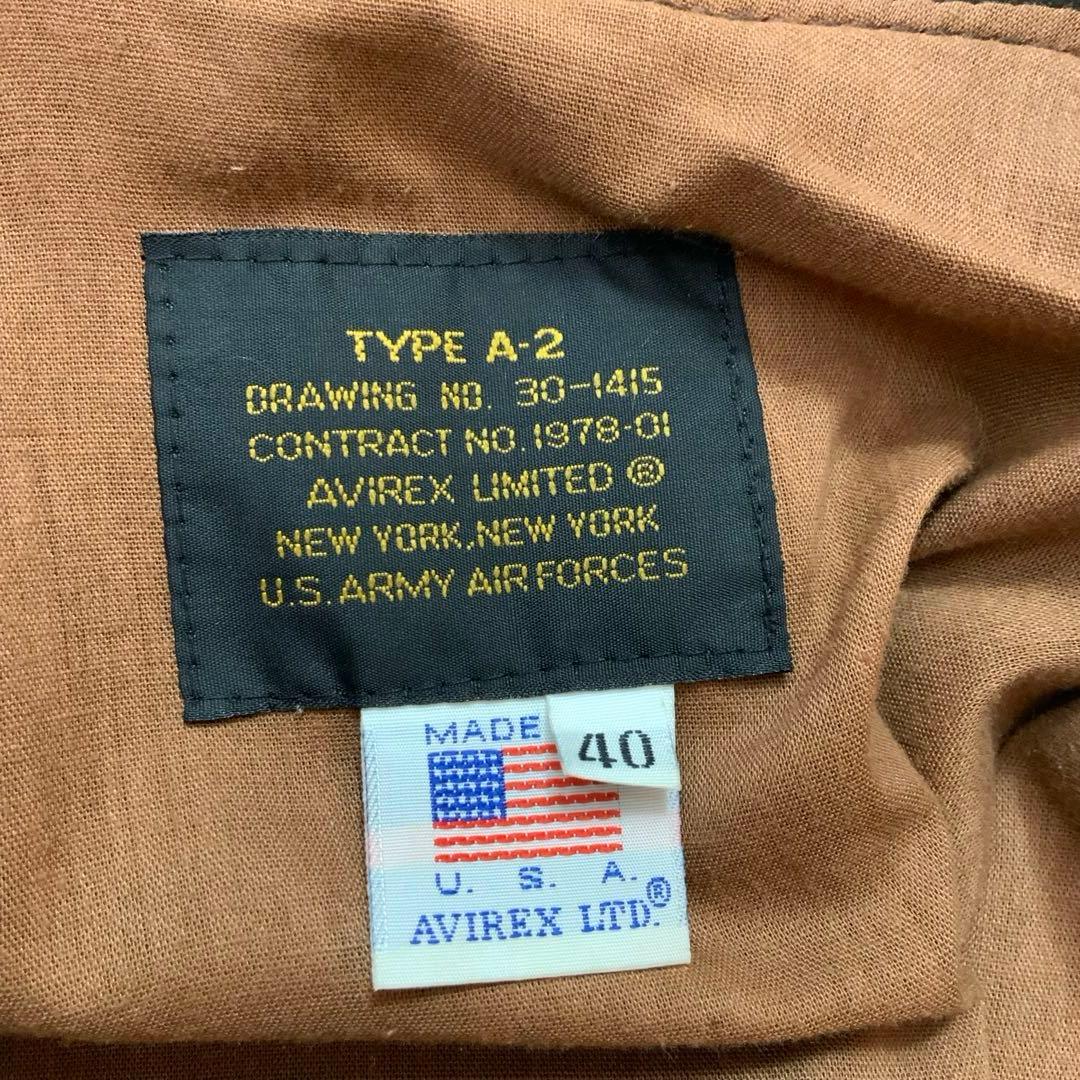 TYPE A-2
DRAWING NO. 30-1415
CONTRACT NO. 1978-01
AVIREX LIMITED ®
NEW YORK, NEW YORK
U.S. ARMY AIR FORCES
MADE
40
U. S. A.
AVIREX LTD.®